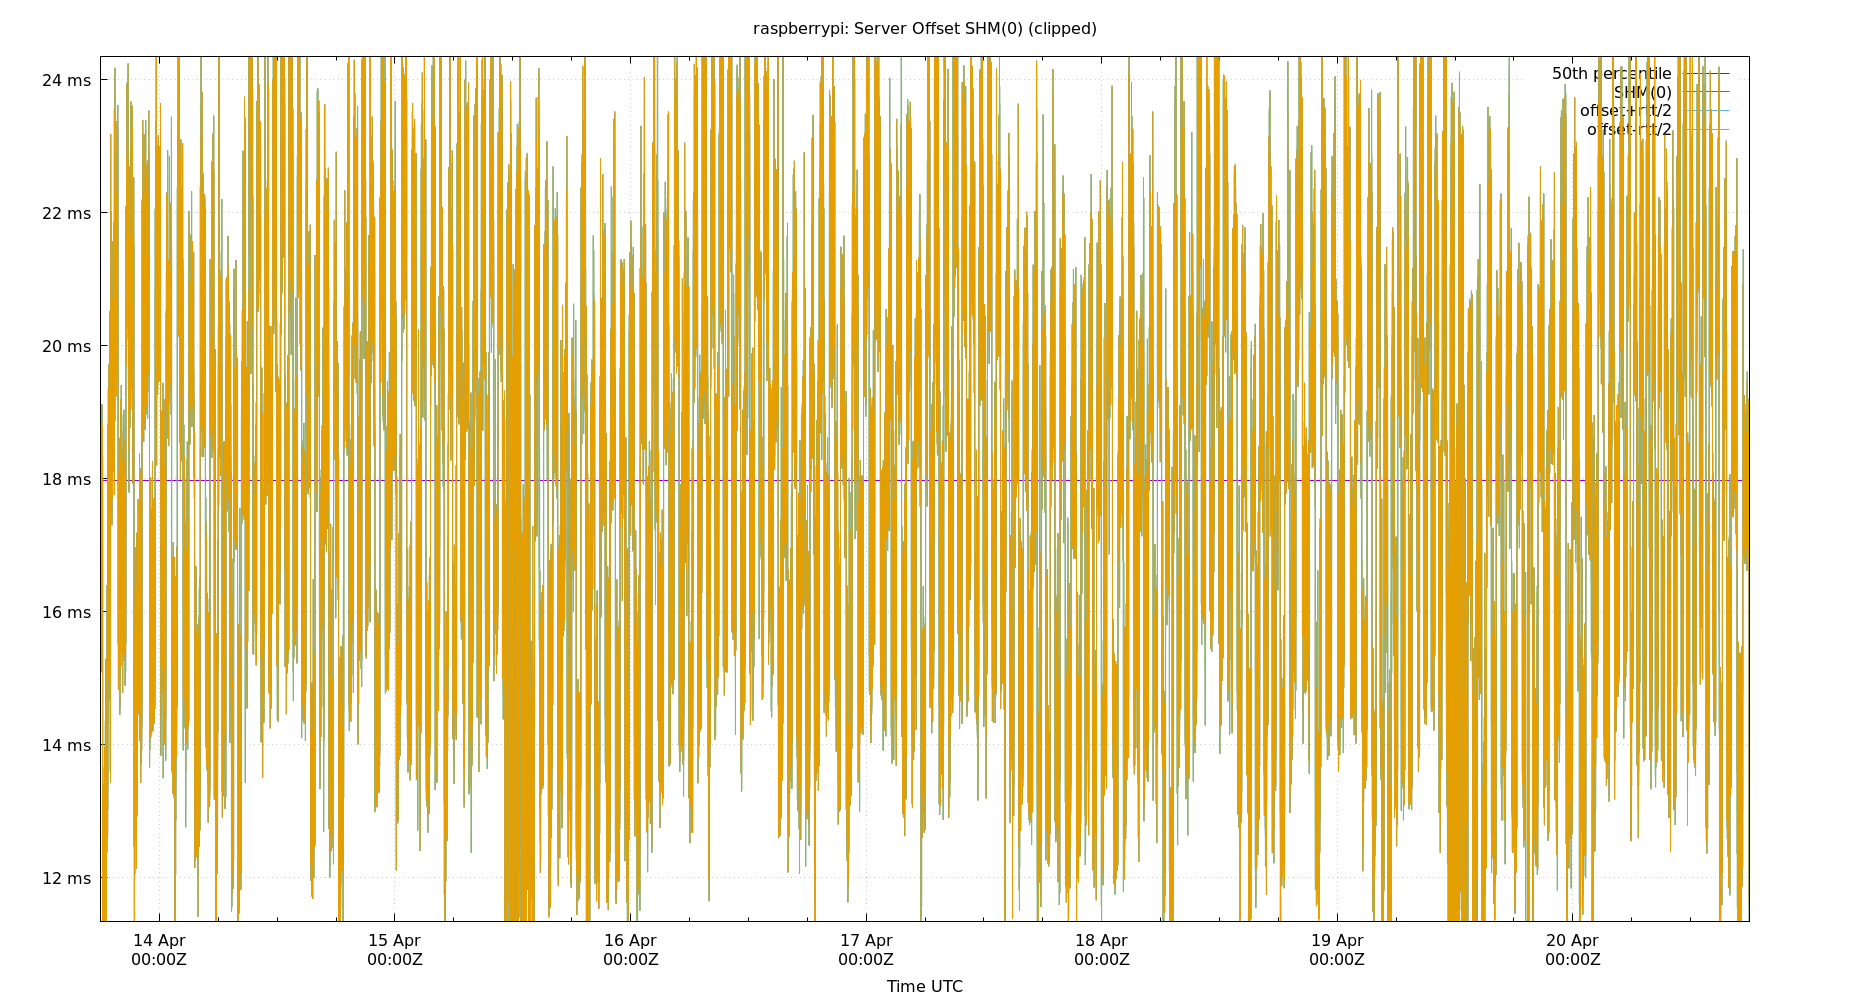 raspberrypi: Server Offset SHM(0) (clipped)
24 ms
22 ms
20 ms
18 ms
16 ms
14 ms
12 ms
50th percentile
SHM(0)
offset+rtt/2
offset-rtt/2
14 Apr 15 Apr 16 Apr 17 Apr 18 Apr 19 Apr 20 Apr
00:00Z 00:00Z 00:00Z 00:00Z 00:00Z 00:00Z 00:00Z
Time UTC